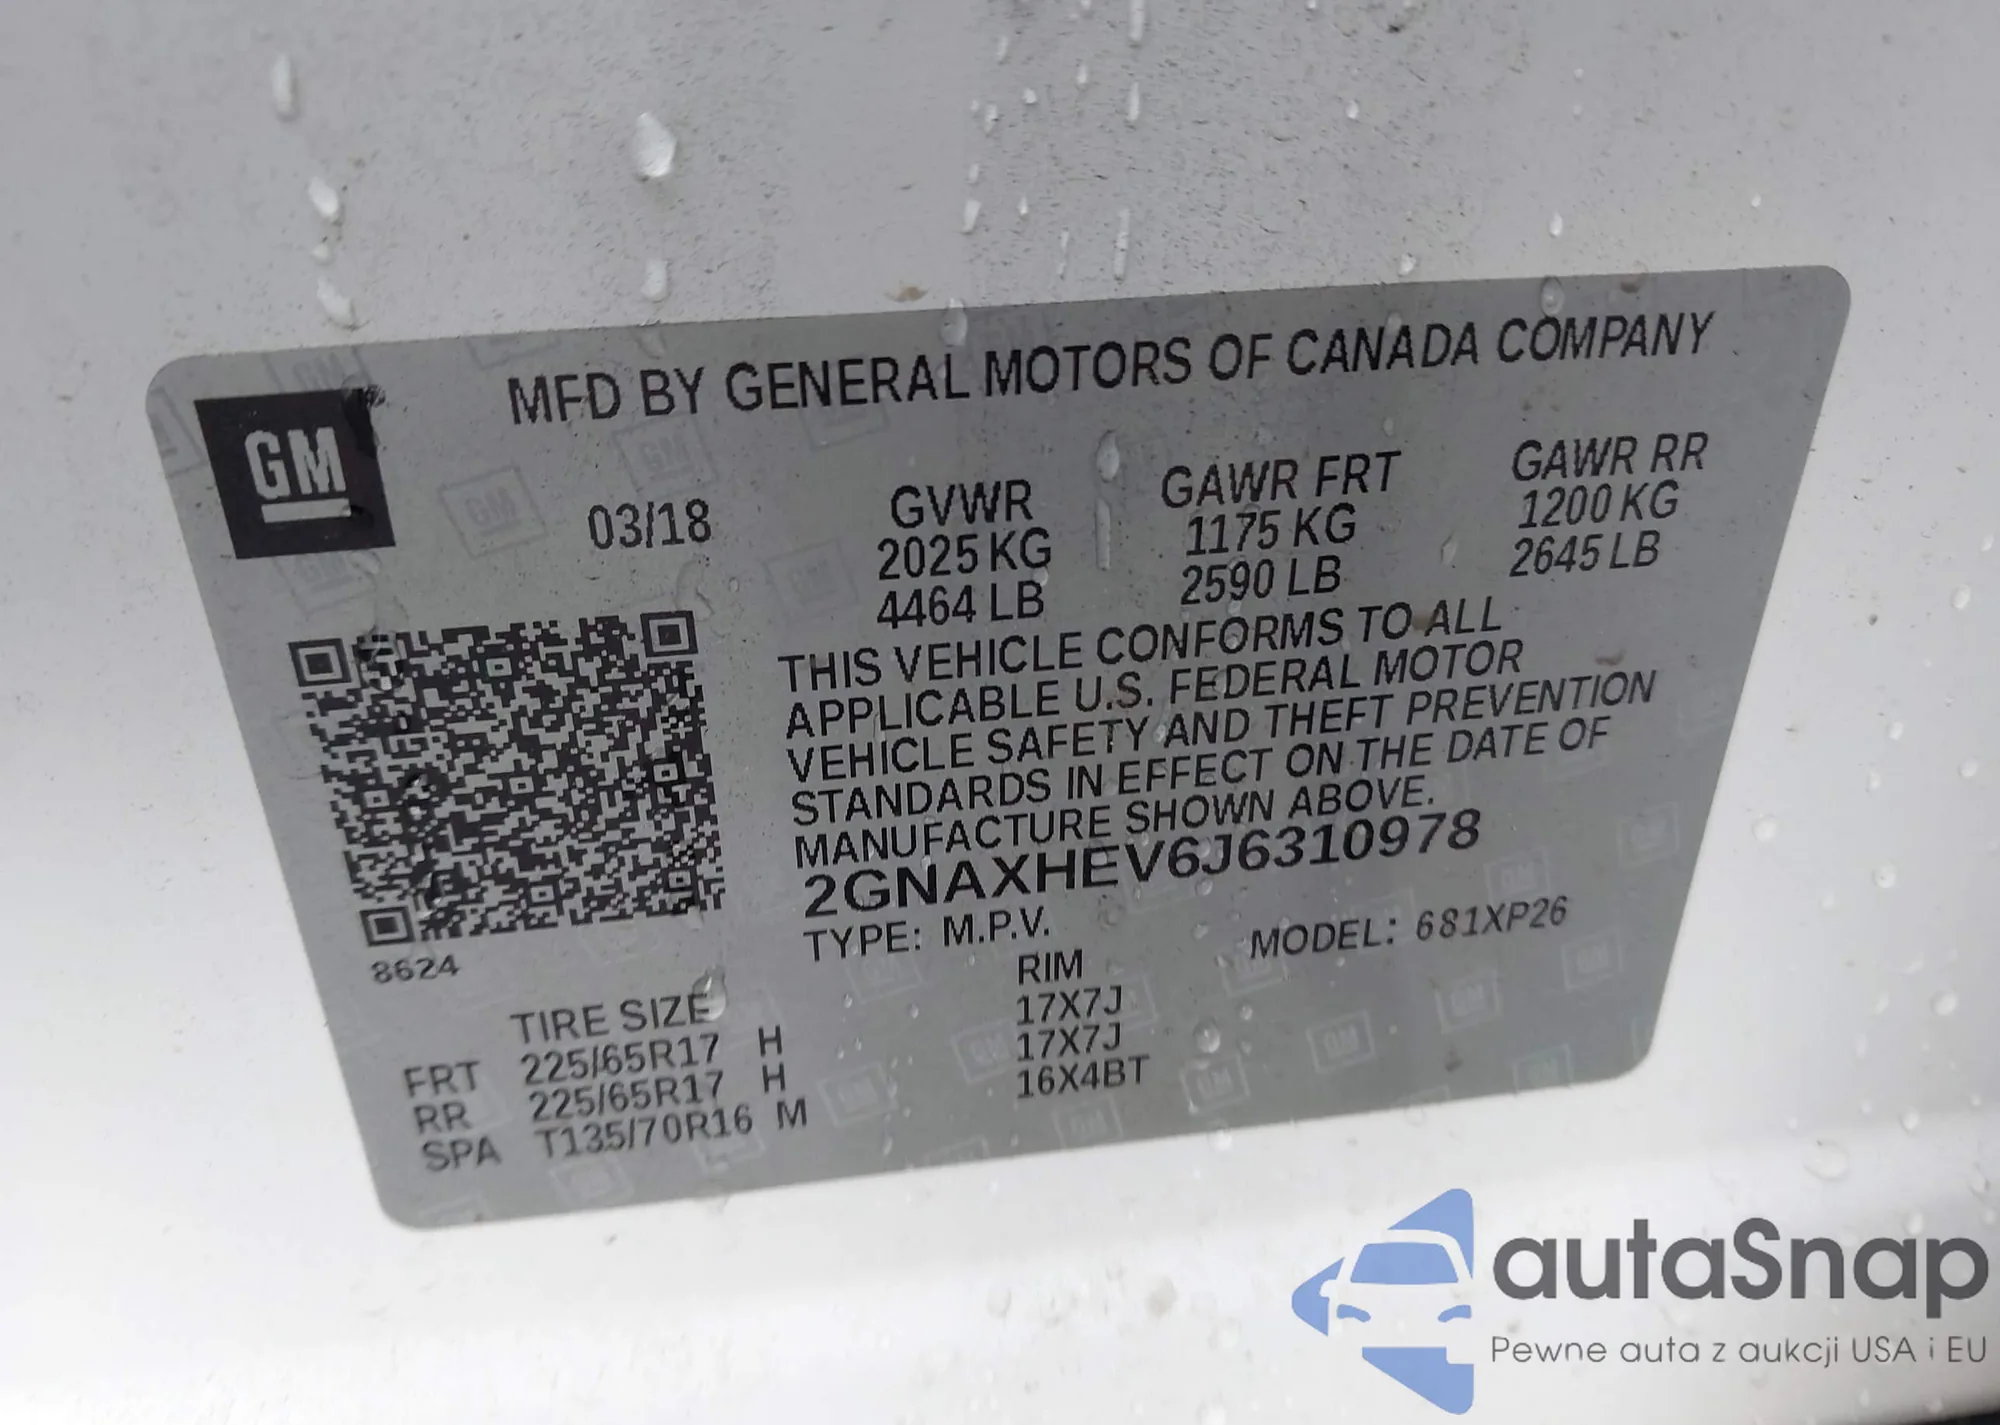 MFD BY GENERAL MOTORS OF CANADA COMPANY
GM
03/18
GVWR GAWR FRT GAWR RR
2025 KG 1175 KG 1200 KG
4464 LB 2590 LB 2645 LB
THIS VEHICLE CONFORMS TO ALL
APPLICABLE U.S. FEDERAL MOTOR
VEHICLE SAFETY AND THEFT PREVENTION
STANDARDS IN EFFECT ON THE DATE OF
MANUFACTURE SHOWN ABOVE.
2GNAXHEV6J6310978
TYPE: M.P.V. MODEL: 681XP26
8624
TIRE SIZE RIM
FRT 225/65R17 H 17X7J
RR 225/65R17 H 17X7J
SPA T135/70R16 M 16X4BT
autaSnap
Pewne auta z aukcji USA i EU